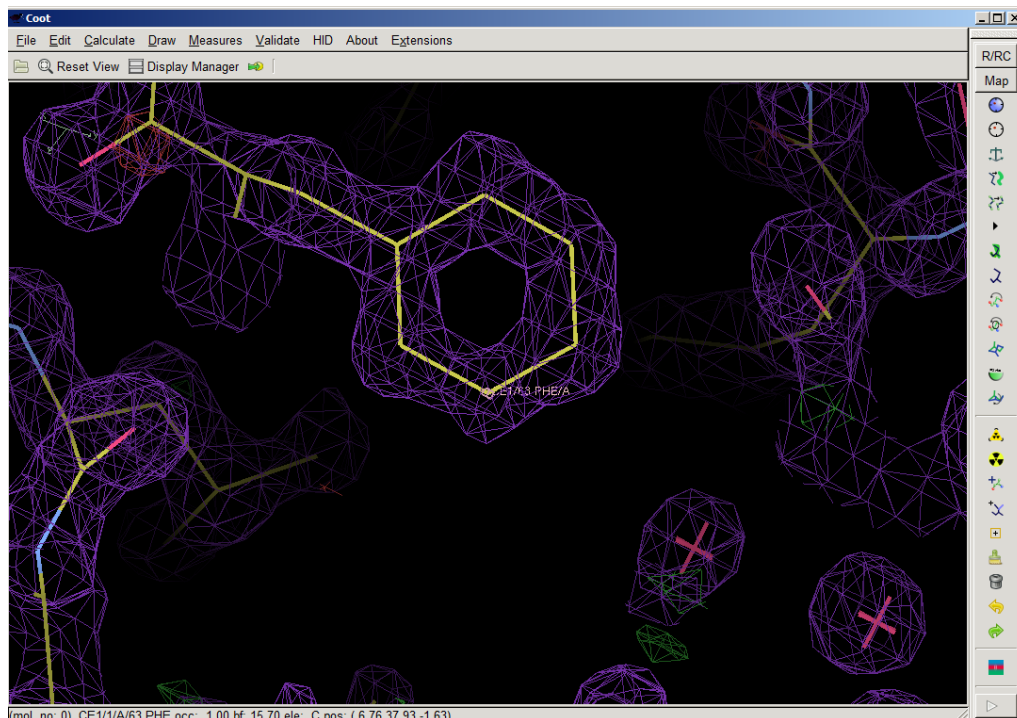 Coot
File Edit Calculate Draw Measures Validate HID About Extensions
Reset View Display Manager
R/RC
Map
CE1/63 PHE/A
(mol. no: 0) CE1/1/A/63 PHE occ: 1.00 bf: 15.70 ele: C pos: ( 6.76,37.93,-1.63)